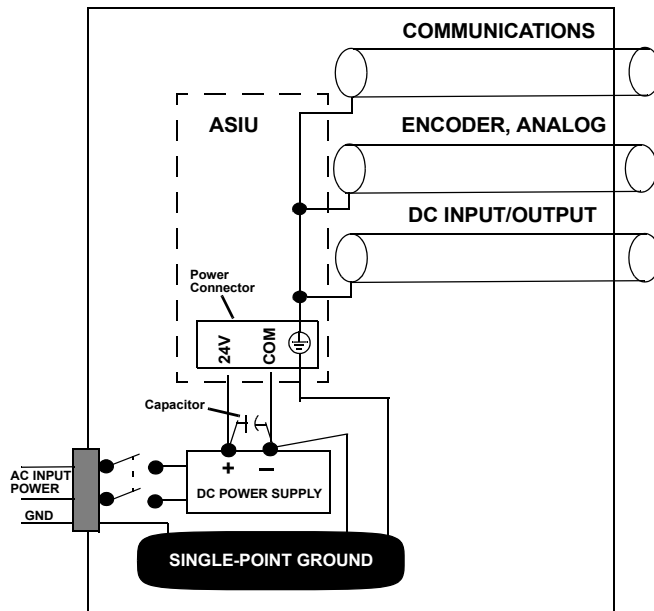 COMMUNICATIONS
ASIU
ENCODER, ANALOG
DC INPUT/OUTPUT
Power
Connector
24V
COM
Capacitor
+ –
AC INPUT
POWER
DC POWER SUPPLY
GND
SINGLE-POINT GROUND